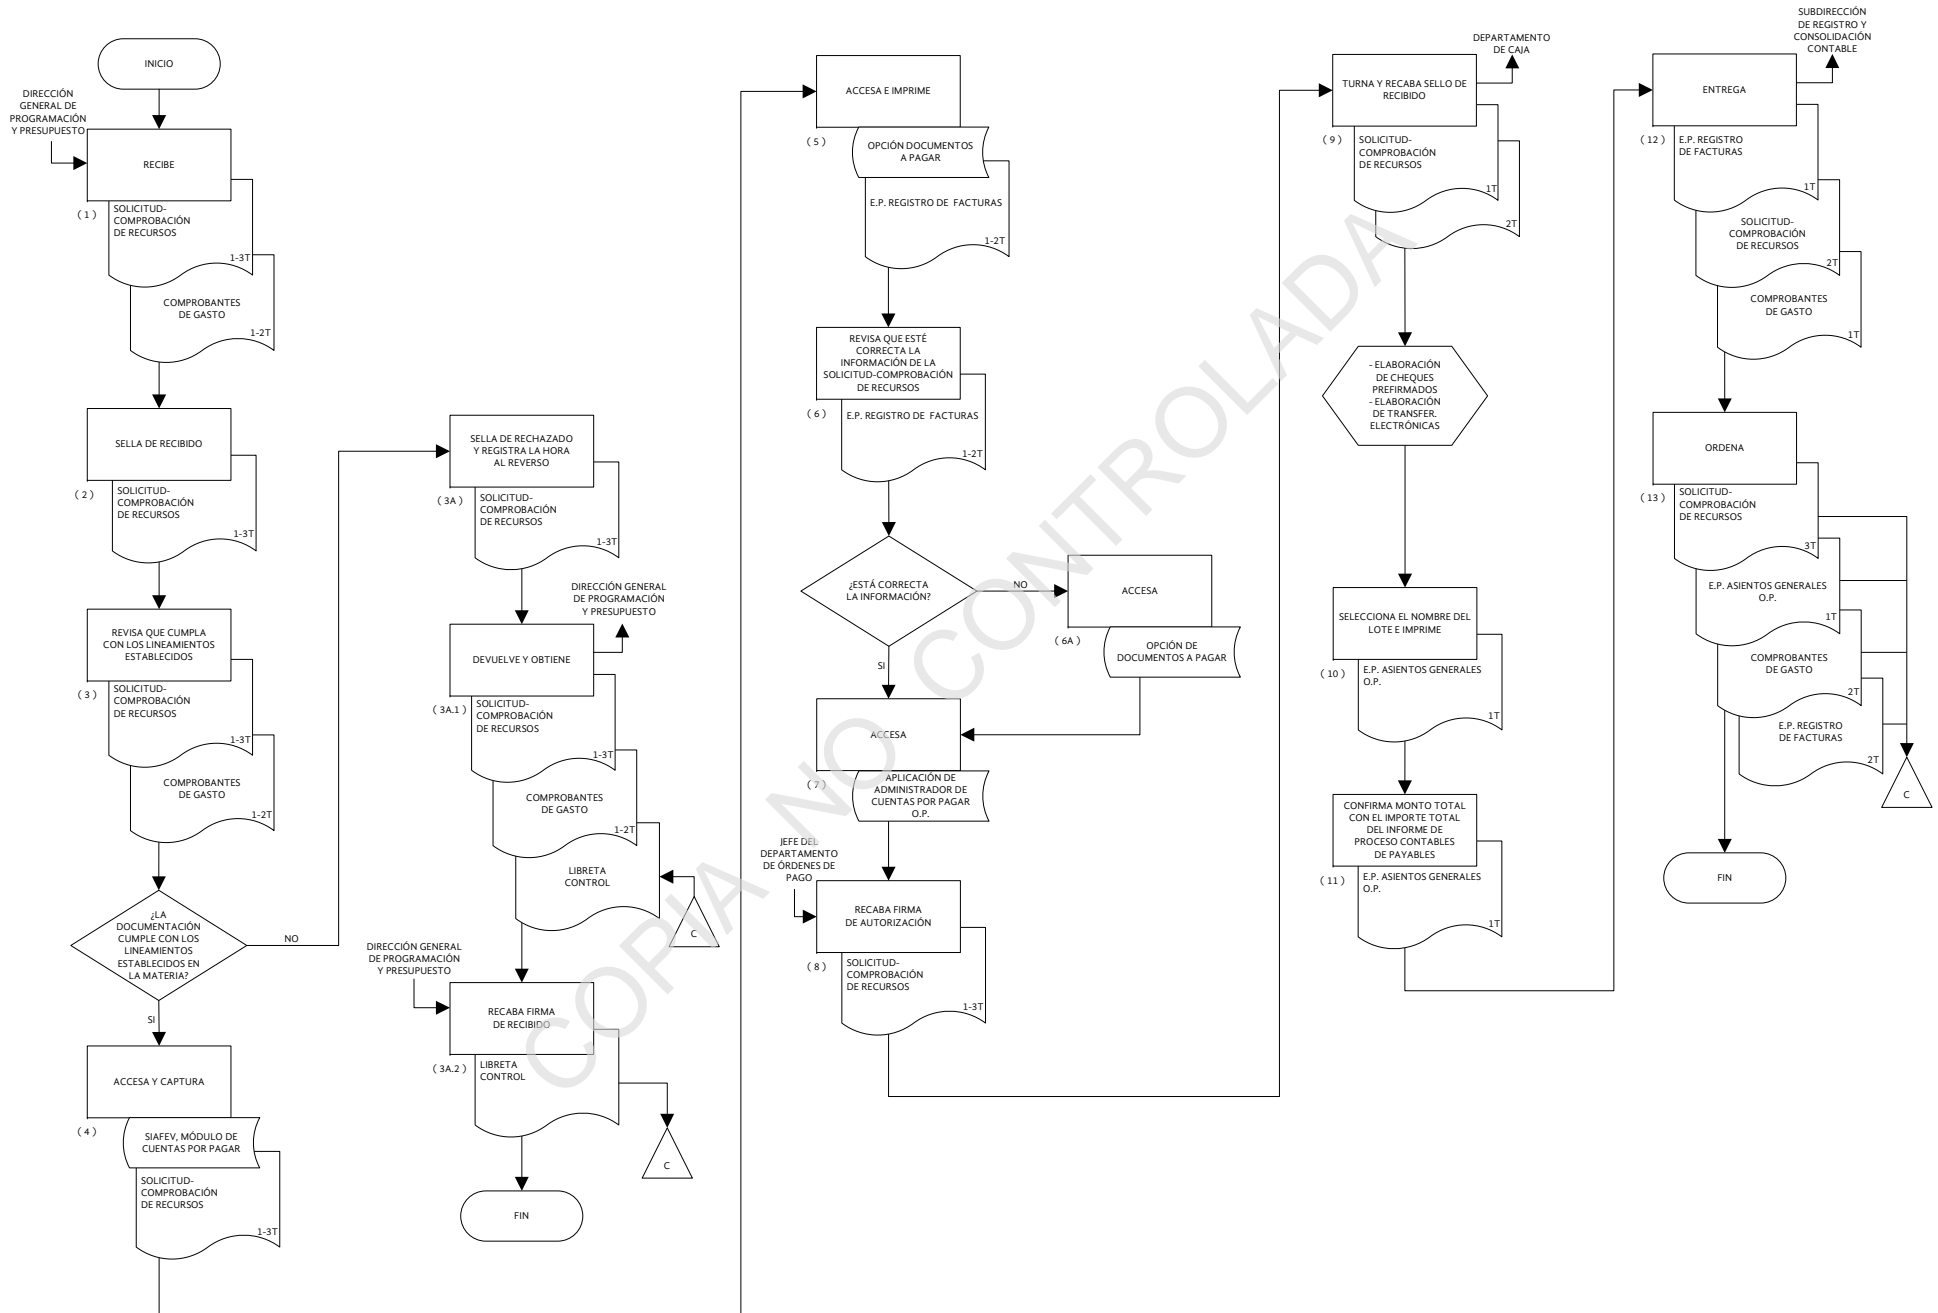 INICIO
DIRECCIÓN
GENERAL DE
PROGRAMACIÓN
Y PRESUPUESTO
RECIBE
( 1 )
SOLICITUD-
COMPROBACIÓN
DE RECURSOS
1-3T
COMPROBANTES
DE GASTO
1-2T
SELLA DE RECIBIDO
( 2 )
SOLICITUD-
COMPROBACIÓN
DE RECURSOS
1-3T
REVISA QUE CUMPLA
CON LOS LINEAMIENTOS
ESTABLECIDOS
( 3 )
SOLICITUD-
COMPROBACIÓN
DE RECURSOS
1-3T
COMPROBANTES
DE GASTO
1-2T
¿LA
DOCUMENTACIÓN
CUMPLE CON LOS
LINEAMIENTOS
ESTABLECIDOS EN
LA MATERIA?
NO
SI
ACCESA Y CAPTURA
( 4 )
SIAFEV, MÓDULO DE
CUENTAS POR PAGAR
SOLICITUD-
COMPROBACIÓN
DE RECURSOS
1-3T
SELLA DE RECHAZADO
Y REGISTRA LA HORA
AL REVERSO
( 3A )
SOLICITUD-
COMPROBACIÓN
DE RECURSOS
1-3T
DIRECCIÓN GENERAL
DE PROGRAMACIÓN
Y PRESUPUESTO
DEVUELVE Y OBTIENE
( 3A.1 )
SOLICITUD-
COMPROBACIÓN
DE RECURSOS
1-3T
COMPROBANTES
DE GASTO
1-2T
LIBRETA
CONTROL
C
DIRECCIÓN GENERAL
DE PROGRAMACIÓN
Y PRESUPUESTO
RECABA FIRMA
DE RECIBIDO
( 3A.2 )
LIBRETA
CONTROL
C
FIN
ACCESA E IMPRIME
( 5 )
OPCIÓN DOCUMENTOS
A PAGAR
E.P. REGISTRO DE FACTURAS
1-2T
REVISA QUE ESTÉ
CORRECTA LA
INFORMACIÓN DE LA
SOLICITUD-COMPROBACIÓN
DE RECURSOS
( 6 )
E.P. REGISTRO DE FACTURAS
1-2T
¿ESTÁ CORRECTA
LA INFORMACIÓN?
NO
SI
ACCESA
( 6A )
OPCIÓN DE
DOCUMENTOS A PAGAR
ACCESA
( 7 )
APLICACIÓN DE
ADMINISTRADOR DE
CUENTAS POR PAGAR
O.P.
JEFE DEL
DEPARTAMENTO
DE ÓRDENES DE
PAGO
RECABA FIRMA
DE AUTORIZACIÓN
( 8 )
SOLICITUD-
COMPROBACIÓN
DE RECURSOS
1-3T
DEPARTAMENTO
DE CAJA
TURNA Y RECABA SELLO DE
RECIBIDO
( 9 )
SOLICITUD-
COMPROBACIÓN
DE RECURSOS
1T
2T
- ELABORACIÓN
DE CHEQUES
PREFIRMADOS
- ELABORACIÓN
DE TRANSFER.
ELECTRÓNICAS
SELECCIONA EL NOMBRE DEL
LOTE E IMPRIME
( 10 )
E.P. ASIENTOS GENERALES
O.P.
1T
CONFIRMA MONTO TOTAL
CON EL IMPORTE TOTAL
DEL INFORME DE
PROCESO CONTABLES
DE PAYABLES
( 11 )
E.P. ASIENTOS GENERALES
O.P.
1T
SUBDIRECCIÓN
DE REGISTRO Y
CONSOLIDACIÓN
CONTABLE
ENTREGA
( 12 )
E.P. REGISTRO
DE FACTURAS
1T
SOLICITUD-
COMPROBACIÓN
DE RECURSOS
2T
COMPROBANTES
DE GASTO
1T
ORDENA
( 13 )
SOLICITUD-
COMPROBACIÓN
DE RECURSOS
3T
E.P. ASIENTOS GENERALES
O.P.
1T
COMPROBANTES
DE GASTO
2T
E.P. REGISTRO
DE FACTURAS
2T
C
FIN
COPIA NO CONTROLADA